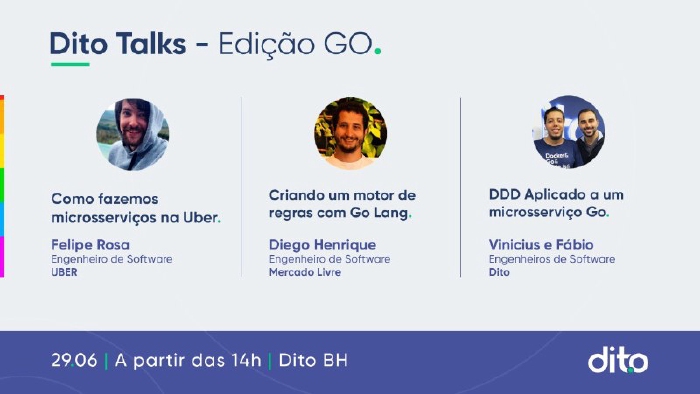 Dito Talks - Edição GO.
Como fazemos
microsserviços na Uber.
Felipe Rosa
Engenheiro de Software
UBER
Criando um motor de
regras com Go Lang.
Diego Henrique
Engenheiro de Software
Mercado Livre
DDD Aplicado a um
microsserviço Go.
Vinicius e Fábio
Engenheiros de Software
Dito
29.06 | A partir das 14h | Dito BH
dito